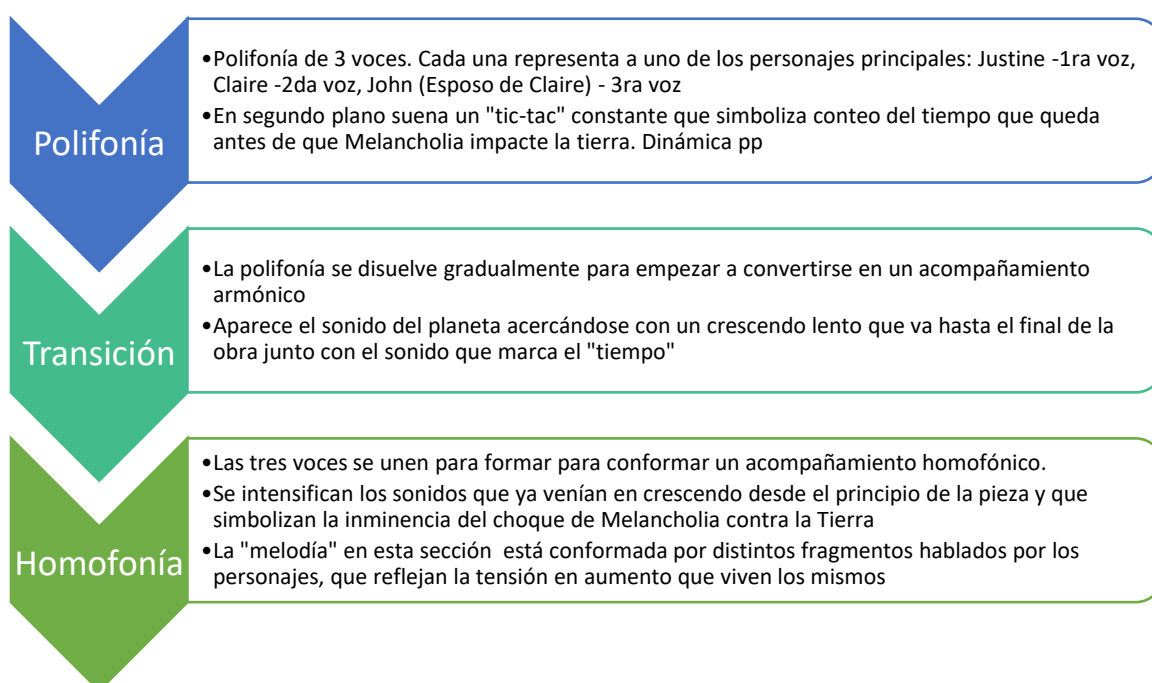 Polifonía
•Polifonía de 3 voces. Cada una representa a uno de los personajes principales: Justine -1ra voz,
Claire -2da voz, John (Esposo de Claire) - 3ra voz
•En segundo plano suena un "tic-tac" constante que simboliza conteo del tiempo que queda
antes de que Melancholia impacte la tierra. Dinámica pp
Transición
•La polifonía se disuelve gradualmente para empezar a convertirse en un acompañamiento
armónico
•Aparece el sonido del planeta acercándose con un crescendo lento que va hasta el final de la
obra junto con el sonido que marca el "tiempo"
Homofonía
•Las tres voces se unen para formar para conformar un acompañamiento homofónico.
•Se intensifican los sonidos que ya venían en crescendo desde el principio de la pieza y que
simbolizan la inminencia del choque de Melancholia contra la Tierra
•La "melodía" en esta sección está conformada por distintos fragmentos hablados por los
personajes, que reflejan la tensión en aumento que viven los mismos